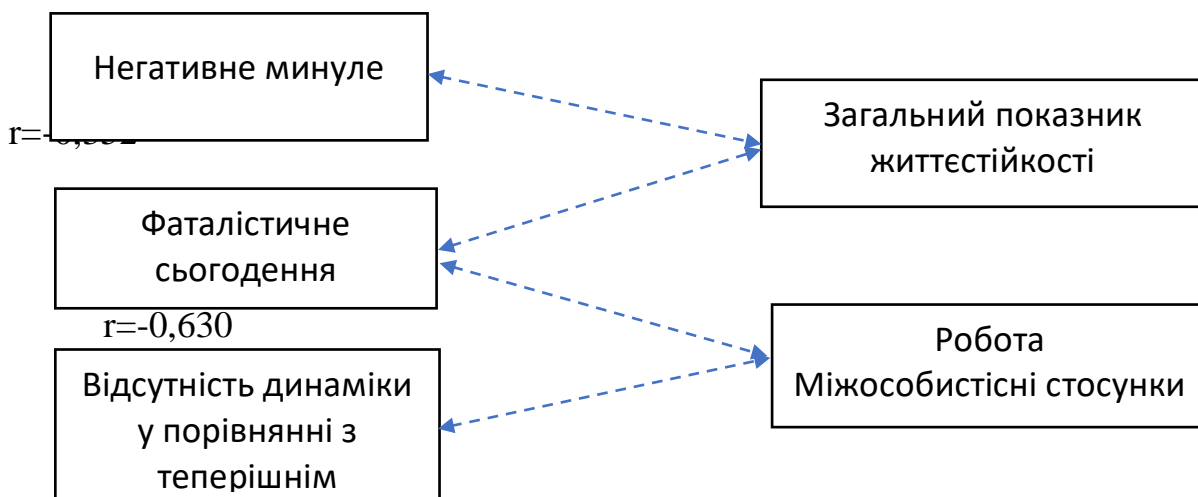 Негативне минуле
Загальний показник
життєстійкості
r=-
Фаталістичне
сьогодення
r=-0,630
Робота
Міжособистісні стосунки
Відсутність динаміки
у порівнянні з
теперішнім